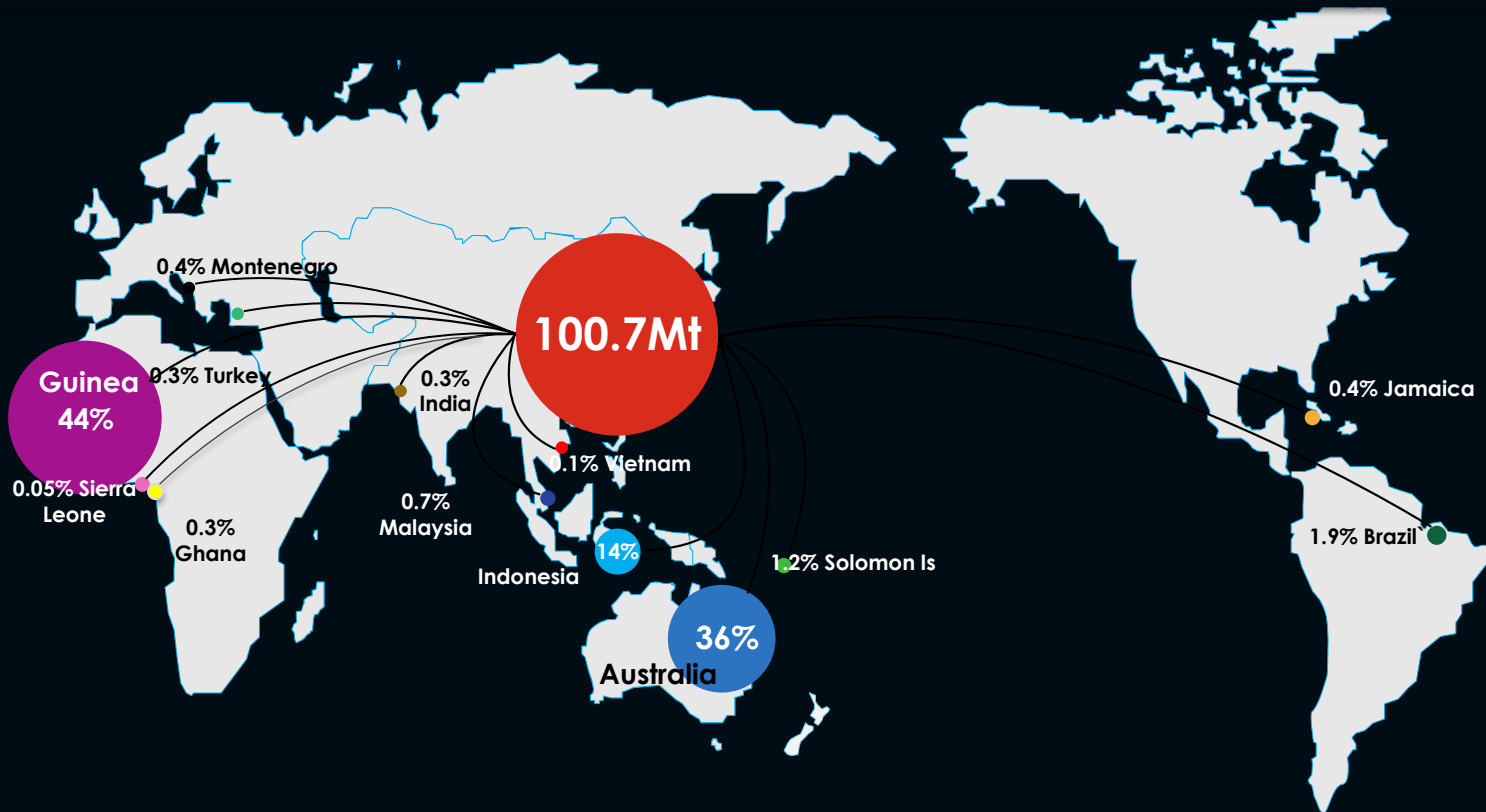 0.4% Montenegro
100.7Mt
Guinea
44%
0.3% Turkey
0.3%
India
0.4% Jamaica
0.1% Vietnam
0.05% Sierra
Leone
0.7%
Malaysia
0.3%
Ghana
14%
Indonesia
1.2% Solomon Is
1.9% Brazil
36%
Australia